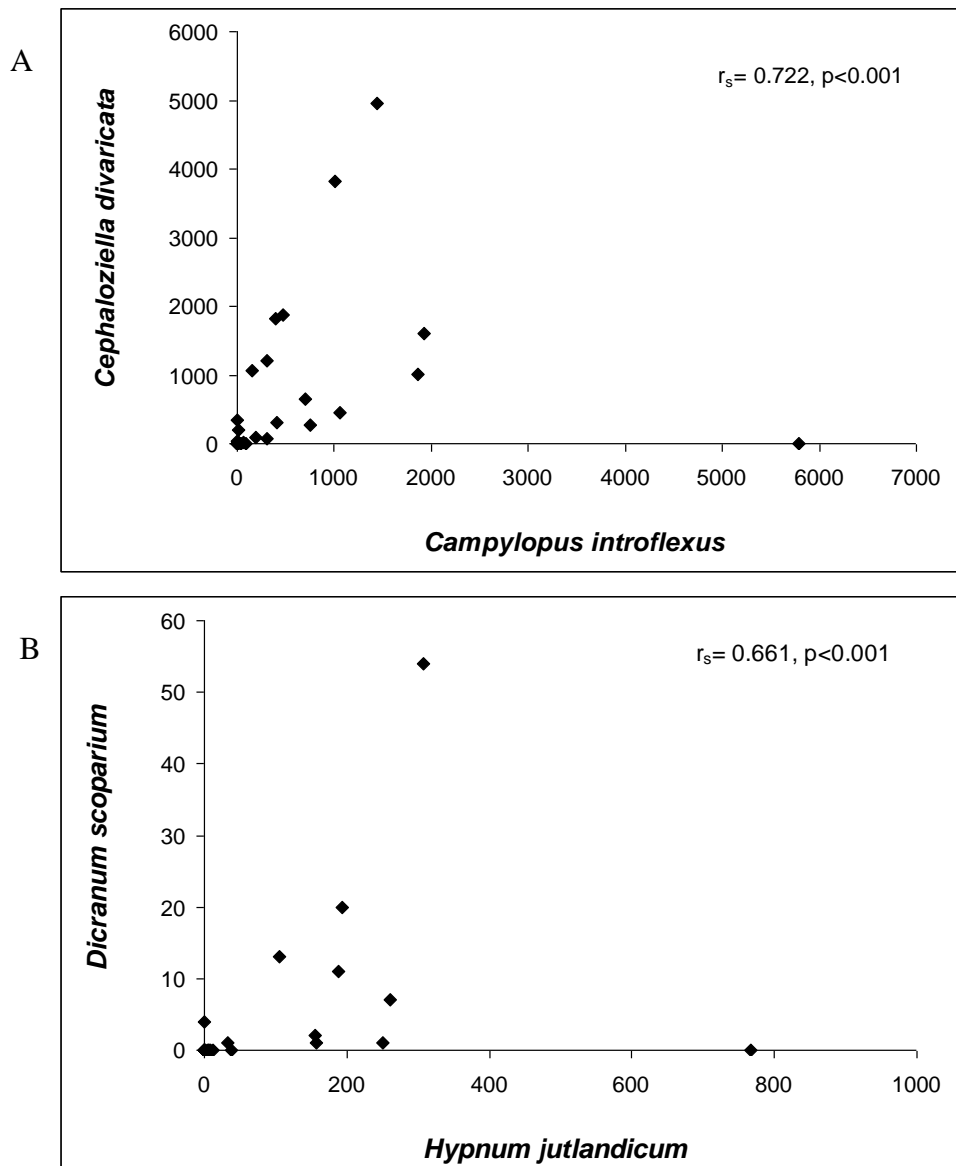 A
r_s= 0.722, p<0.001
Cephaloziella divaricata
6000
5000
4000
3000
2000
1000
0
0 1000 2000 3000 4000 5000 6000 7000
Campylopus introflexus
B
r_s= 0.661, p<0.001
Dicranum scoparium
60
50
40
30
20
10
0
0 200 400 600 800 1000
Hypnum jutlandicum